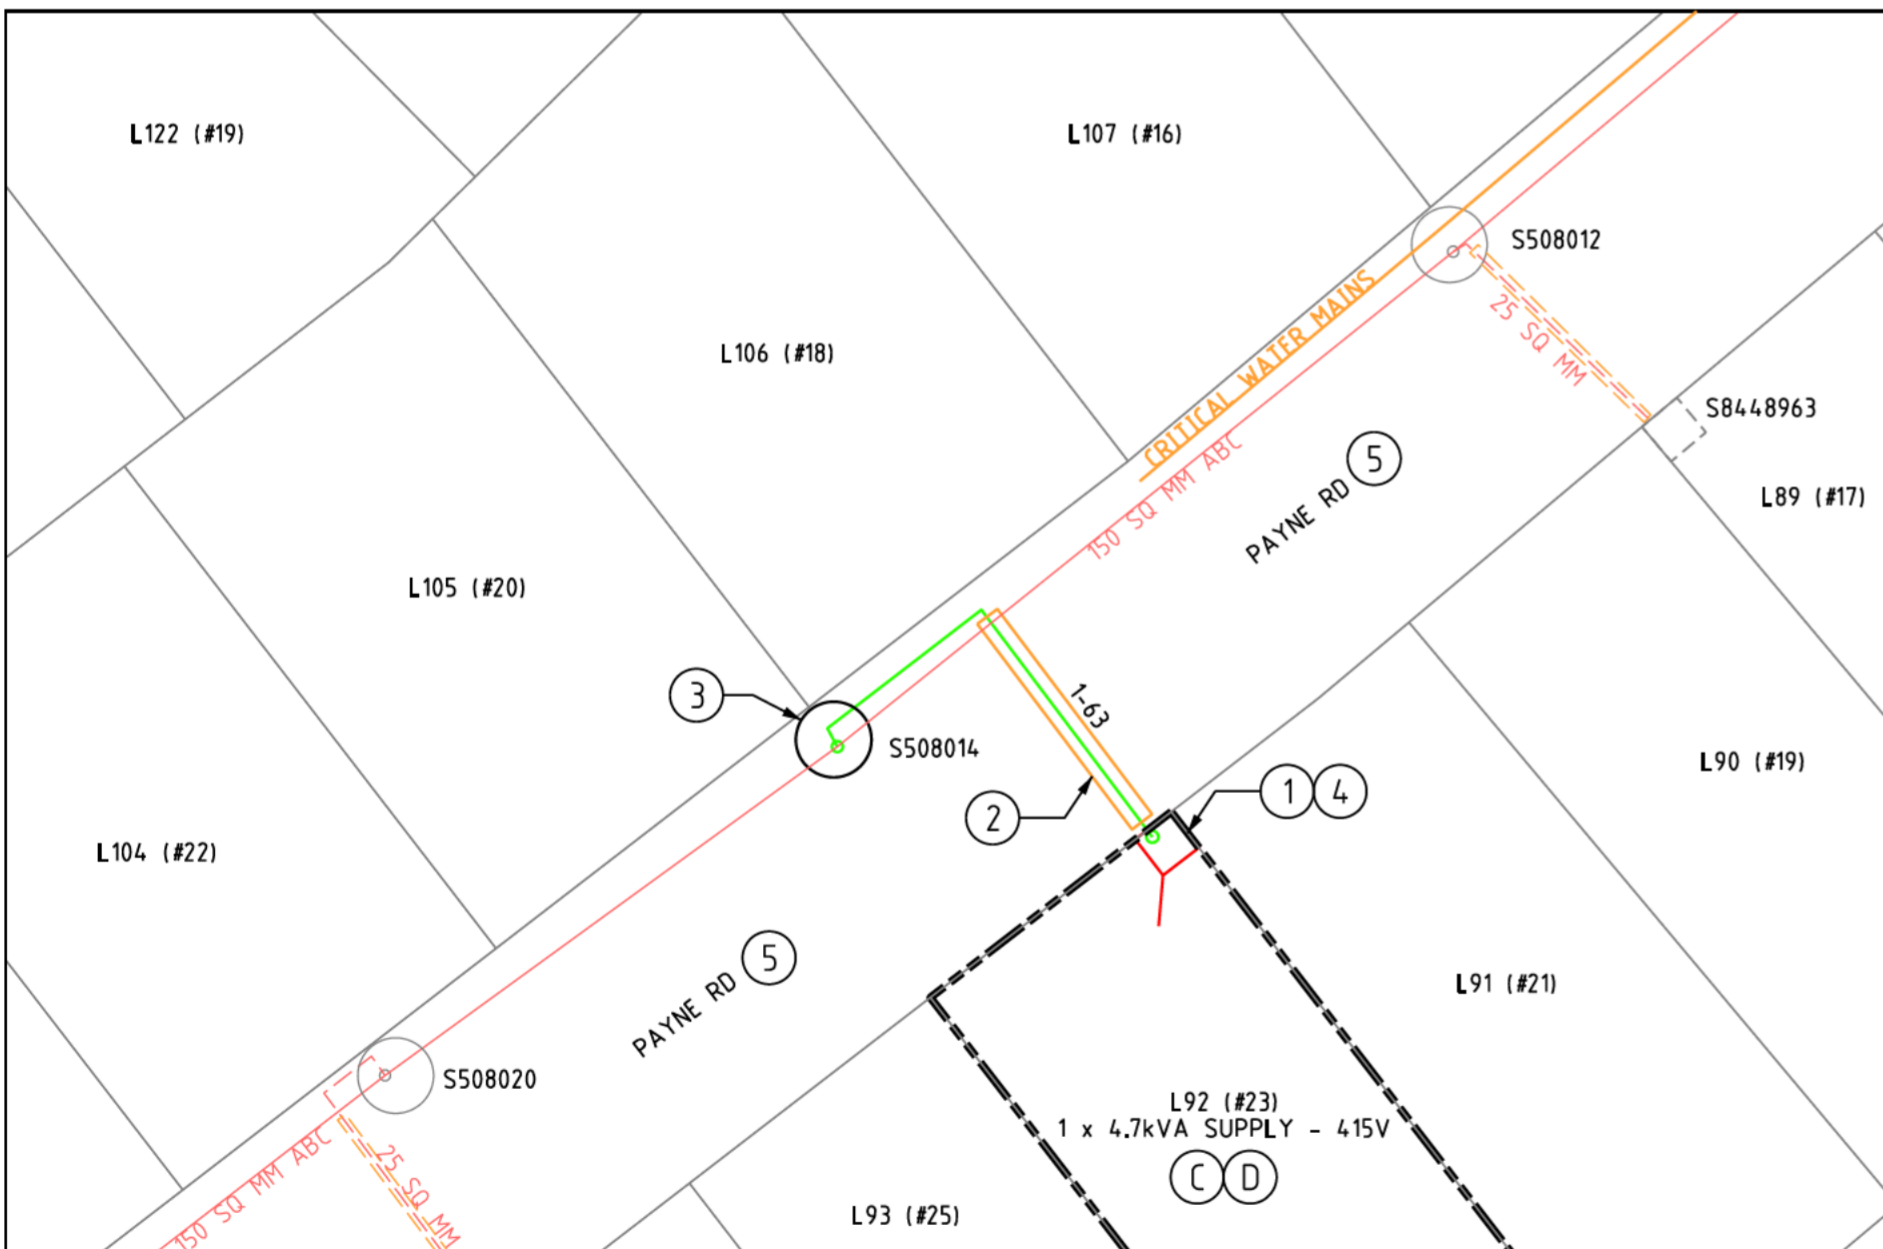 L122 (#19)
L107 (#16)
S508012
CRITICAL WATER MAINS
25 SQ MM
L106 (#18)
S8448963
150 SQ MM ABC
PAYNE RD 5
L89 (#17)
L105 (#20)
3
1-63
S508014
L90 (#19)
2
1 4
L104 (#22)
PAYNE RD 5
L91 (#21)
S508020
L92 (#23)
1 x 4.7kVA SUPPLY - 415V
C D
150 SQ MM ABC
25 SQ MM
L93 (#25)